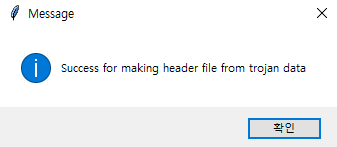 Message
Success for making header file from trojan data
확인